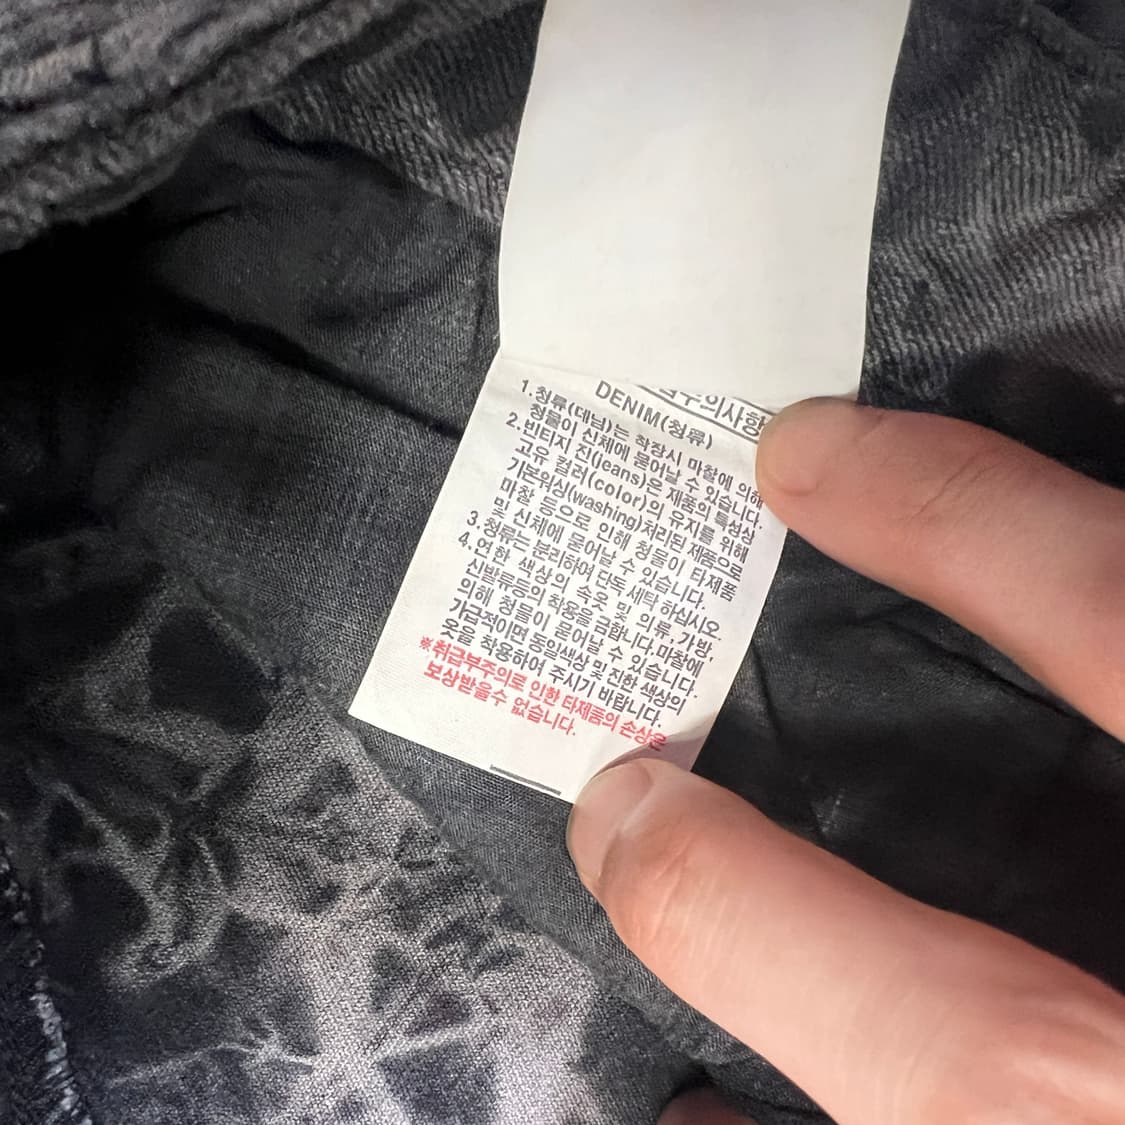 급주의사항
DENIM(청류)
1.청류(데님)는 착장시 마찰에 의해
청물이 신체에 묻어날 수 있습니다.
2.빈티지 진(jeans)은 제품의 특성상
고유 컬러(color)의 유지를 위해
기본워싱(washing)처리된 제품으로
마찰 등으로 인해 청물이 타제품
및 신체에 묻어날 수 있습니다.
3.청류는 분리하여 단독 세탁 하십시오.
4.연한 색상의 속옷 및 의류,가방,
신발류등의 착용을 금합니다.마찰에
의해 청물이 묻어날 수 있습니다.
가급적이면 동일색상 및 진한 색상의
옷을 착용하여 주시기 바랍니다.
※취급부주의로 인한 타제품의 손상은
보상받을수 없습니다.